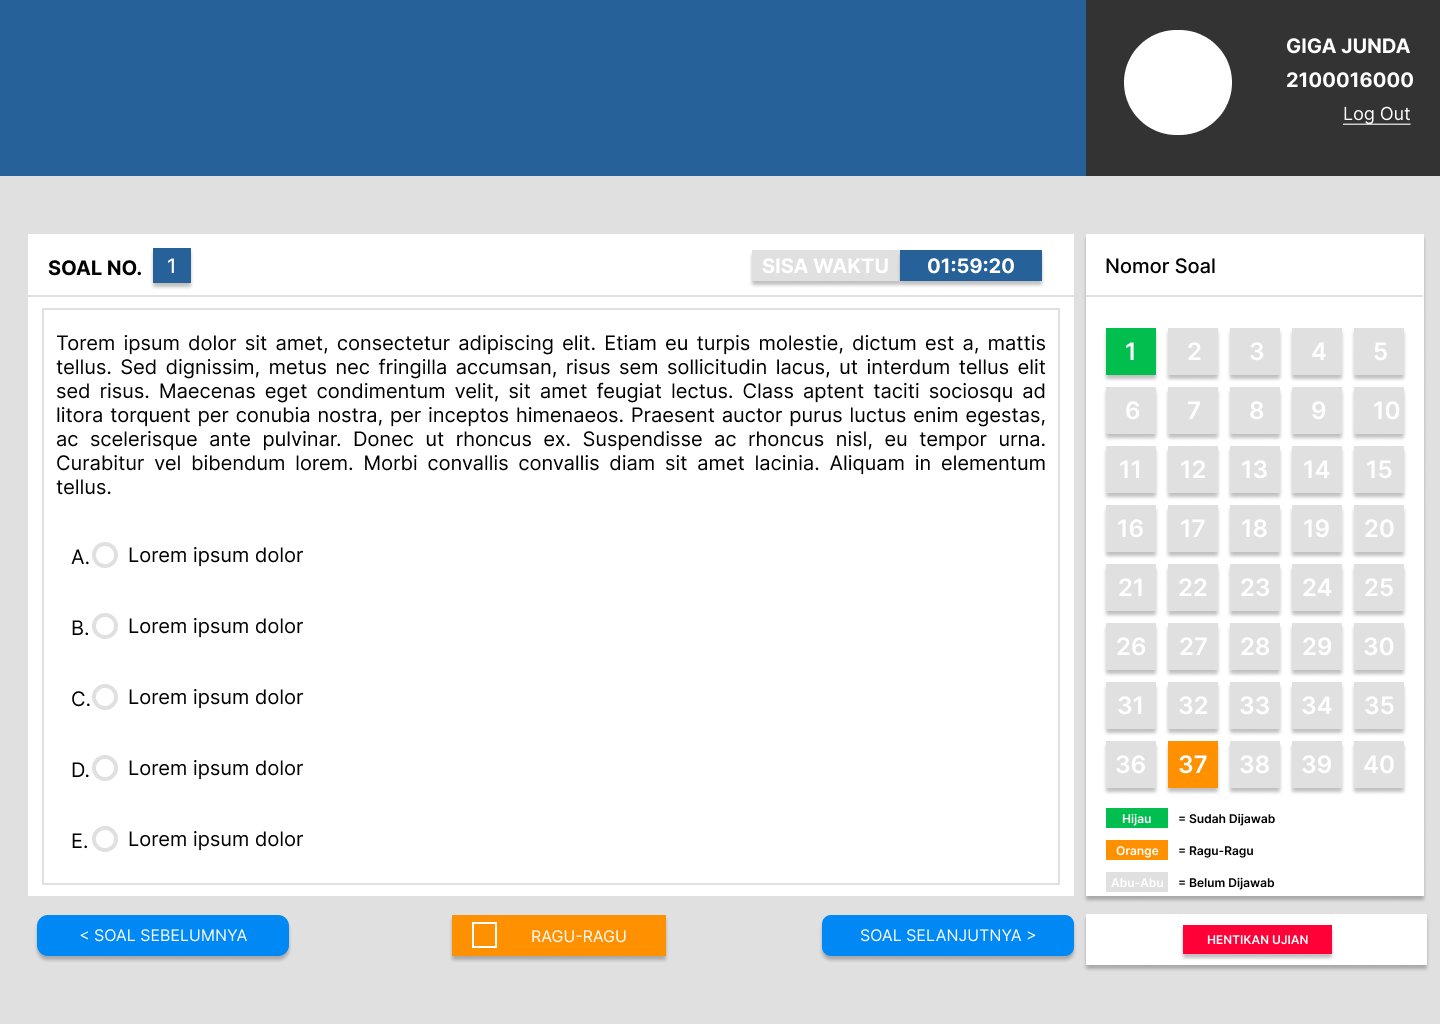 GIGA JUNDA
2100016000
Log Out
SOAL NO. 1
SISA WAKTU 01:59:20
Torem ipsum dolor sit amet, consectetur adipiscing elit. Etiam eu turpis molestie, dictum est a, mattis
tellus. Sed dignissim, metus nec fringilla accumsan, risus sem sollicitudin lacus, ut interdum tellus elit
sed risus. Maecenas eget condimentum velit, sit amet feugiat lectus. Class aptent taciti sociosqu ad
litora torquent per conubia nostra, per inceptos himenaeos. Praesent auctor purus luctus enim egestas,
ac scelerisque ante pulvinar. Donec ut rhoncus ex. Suspendisse ac rhoncus nisl, eu tempor urna.
Curabitur vel bibendum lorem. Morbi convallis convallis diam sit amet lacinia. Aliquam in elementum
tellus.
A. Lorem ipsum dolor
B. Lorem ipsum dolor
C. Lorem ipsum dolor
D. Lorem ipsum dolor
E. Lorem ipsum dolor
< SOAL SEBELUMNYA
RAGU-RAGU
SOAL SELANJUTNYA >
Nomor Soal
1 2 3 4 5
6 7 8 9 10
11 12 13 14 15
16 17 18 19 20
21 22 23 24 25
26 27 28 29 30
31 32 33 34 35
36 37 38 39 40
Hijau = Sudah Dijawab
Orange = Ragu-Ragu
Abu-Abu = Belum Dijawab
HENTIKAN UJIAN